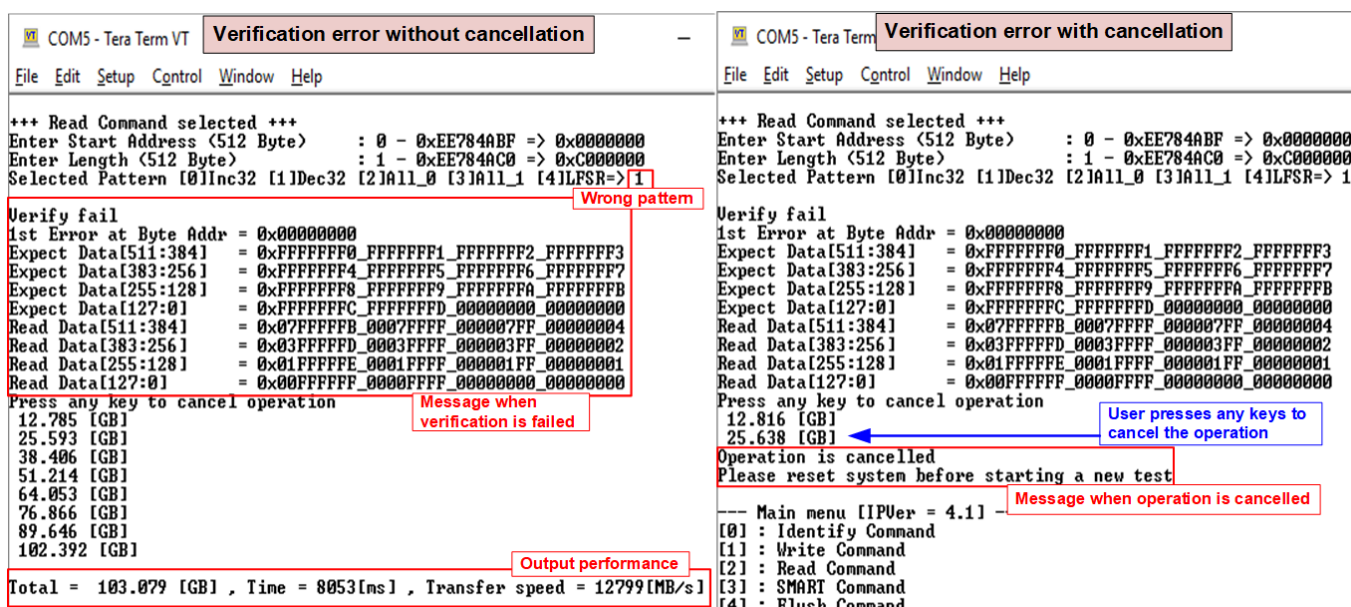 COM5 - Tera Term VT
Verification error without cancellation
File Edit Setup Control Window Help
+++ Read Command selected +++
Enter Start Address (512 Byte) : 0 - 0xEE784ABF => 0x0000000
Enter Length (512 Byte) : 1 - 0xEE784AC0 => 0xC000000
Selected Pattern [0]Inc32 [1]Dec32 [2]All_0 [3]All_1 [4]LFSR=> 1
Wrong pattern
Verify fail
1st Error at Byte Addr = 0x00000000
Expect Data[511:384] = 0xFFFFFFF0_FFFFFFF1_FFFFFFF2_FFFFFFF3
Expect Data[383:256] = 0xFFFFFFF4_FFFFFFF5_FFFFFFF6_FFFFFFF7
Expect Data[255:128] = 0xFFFFFFF8_FFFFFFF9_FFFFFFFA_FFFFFFFB
Expect Data[127:0] = 0xFFFFFFFC_FFFFFFFD_00000000_00000000
Read Data[511:384] = 0x07FFFFFB_0007FFFF_000007FF_00000004
Read Data[383:256] = 0x03FFFFFD_0003FFFF_000003FF_00000002
Read Data[255:128] = 0x01FFFFFE_0001FFFF_000001FF_00000001
Read Data[127:0] = 0x00FFFFFF_0000FFFF_00000000_00000000
Press any key to cancel operation
Message when
verification is failed
12.785 [GB]
25.593 [GB]
38.406 [GB]
51.214 [GB]
64.053 [GB]
76.866 [GB]
89.646 [GB]
102.392 [GB]
Output performance
Total = 103.079 [GB] , Time = 8053[ms] , Transfer speed = 12799[MB/s]
COM5 - Tera Term
Verification error with cancellation
File Edit Setup Control Window Help
+++ Read Command selected +++
Enter Start Address (512 Byte) : 0 - 0xEE784ABF => 0x0000000
Enter Length (512 Byte) : 1 - 0xEE784AC0 => 0xC000000
Selected Pattern [0]Inc32 [1]Dec32 [2]All_0 [3]All_1 [4]LFSR=> 1
Verify fail
1st Error at Byte Addr = 0x00000000
Expect Data[511:384] = 0xFFFFFFF0_FFFFFFF1_FFFFFFF2_FFFFFFF3
Expect Data[383:256] = 0xFFFFFFF4_FFFFFFF5_FFFFFFF6_FFFFFFF7
Expect Data[255:128] = 0xFFFFFFF8_FFFFFFF9_FFFFFFFA_FFFFFFFB
Expect Data[127:0] = 0xFFFFFFFC_FFFFFFFD_00000000_00000000
Read Data[511:384] = 0x07FFFFFB_0007FFFF_000007FF_00000004
Read Data[383:256] = 0x03FFFFFD_0003FFFF_000003FF_00000002
Read Data[255:128] = 0x01FFFFFE_0001FFFF_000001FF_00000001
Read Data[127:0] = 0x00FFFFFF_0000FFFF_00000000_00000000
Press any key to cancel operation
12.816 [GB]
25.638 [GB]
User presses any keys to
cancel the operation
Operation is cancelled
Please reset system before starting a new test
Message when operation is cancelled
--- Main menu [IPVer = 4.1] -
[0] : Identify Command
[1] : Write Command
[2] : Read Command
[3] : SMART Command
[4] : Flush Command